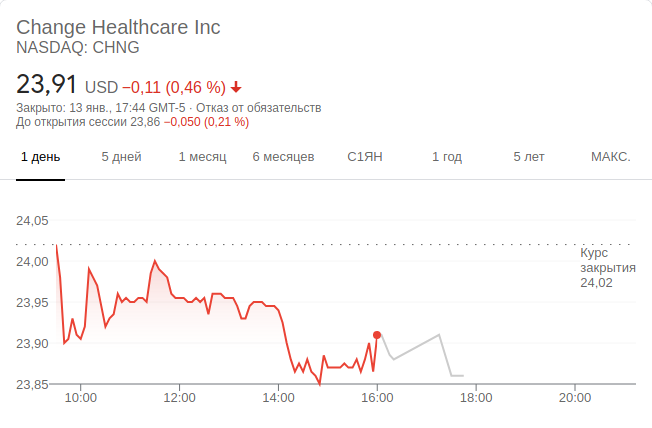 Change Healthcare Inc
NASDAQ: CHNG
23,91 USD −0,11 (0,46 %)
Закрыто: 13 янв., 17:44 GMT-5 · Отказ от обязательств
До открытия сессии 23,86 −0,050 (0,21 %)
1 день 5 дней 1 месяц 6 месяцев С1ЯН 1 год 5 лет МАКС.
24,05
24,00
23,95
23,90
23,85
Курс
закрытия
24,02
10:00 12:00 14:00 16:00 18:00 20:00